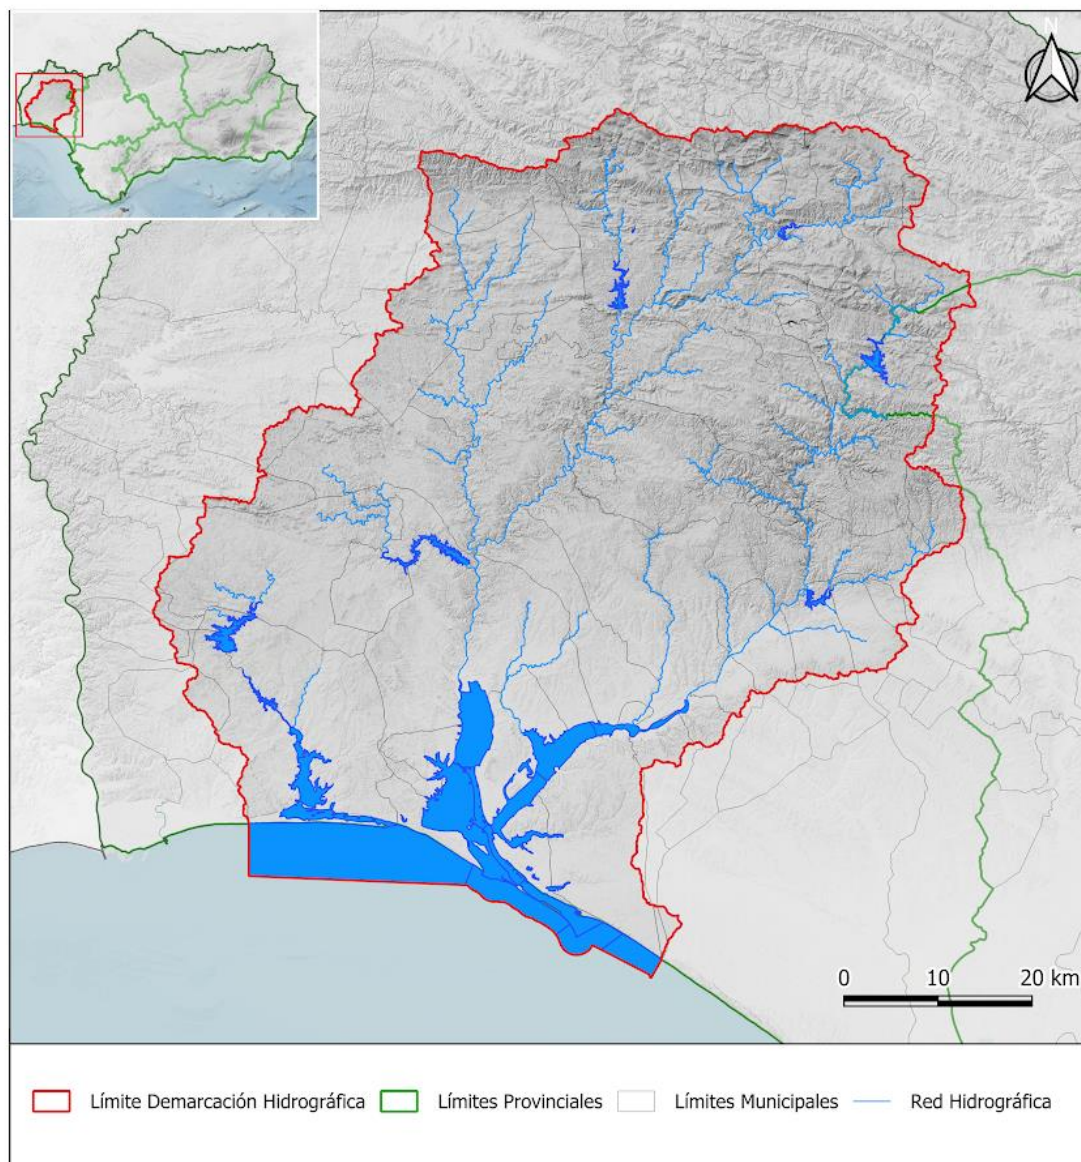 N
0 10 20 km
Límite Demarcación Hidrográfica Límites Provinciales Límites Municipales Red Hidrográfica